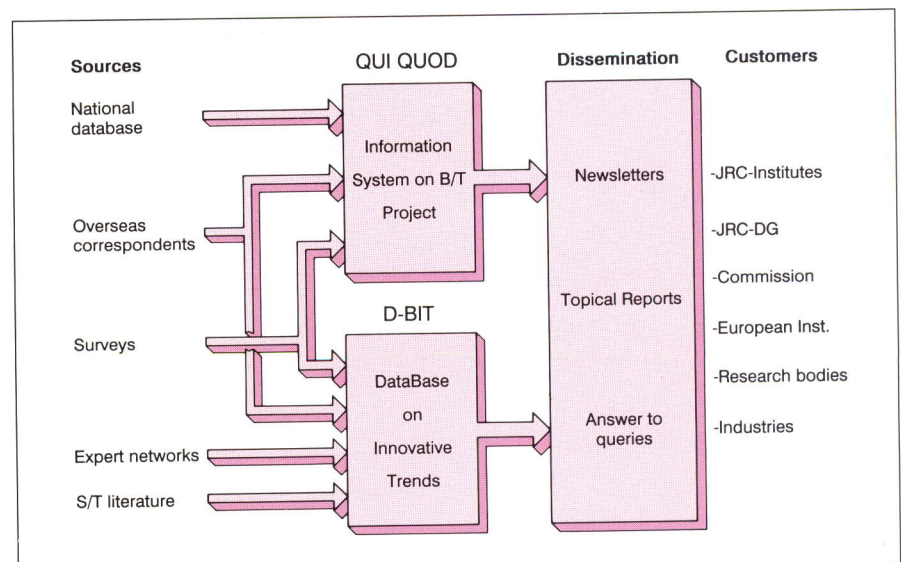 Sources
National
database
Overseas
correspondents
Surveys
Expert networks
S/T literature
QUI QUOD
Information
System on B/T
Project
D-BIT
DataBase
on
Innovative
Trends
Dissemination
Newsletters
Topical Reports
Answer to
queries
Customers
-JRC-Institutes
-JRC-DG
-Commission
-European Inst.
-Research bodies
-Industries